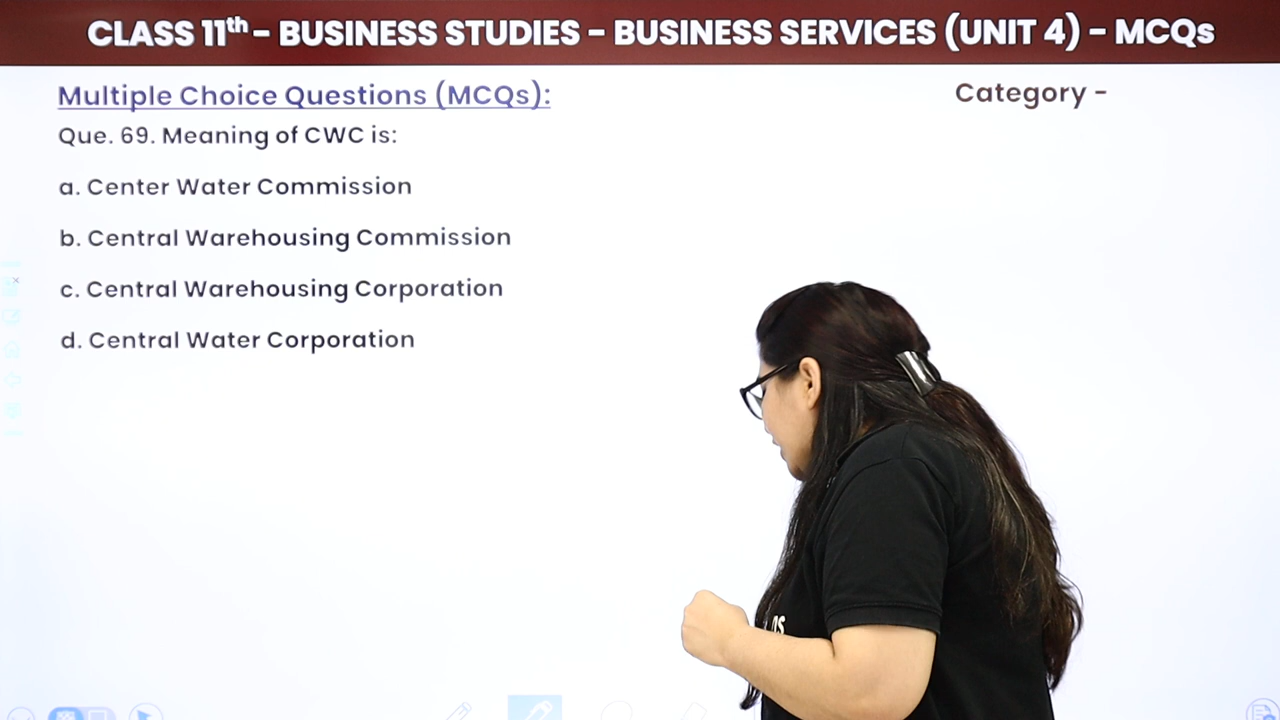 CLASS 11th - BUSINESS STUDIES - BUSINESS SERVICES (UNIT 4) - MCQs
Multiple Choice Questions (MCQs):
Category -
Que. 69. Meaning of CWC is:
a. Center Water Commission
b. Central Warehousing Commission
c. Central Warehousing Corporation
d. Central Water Corporation